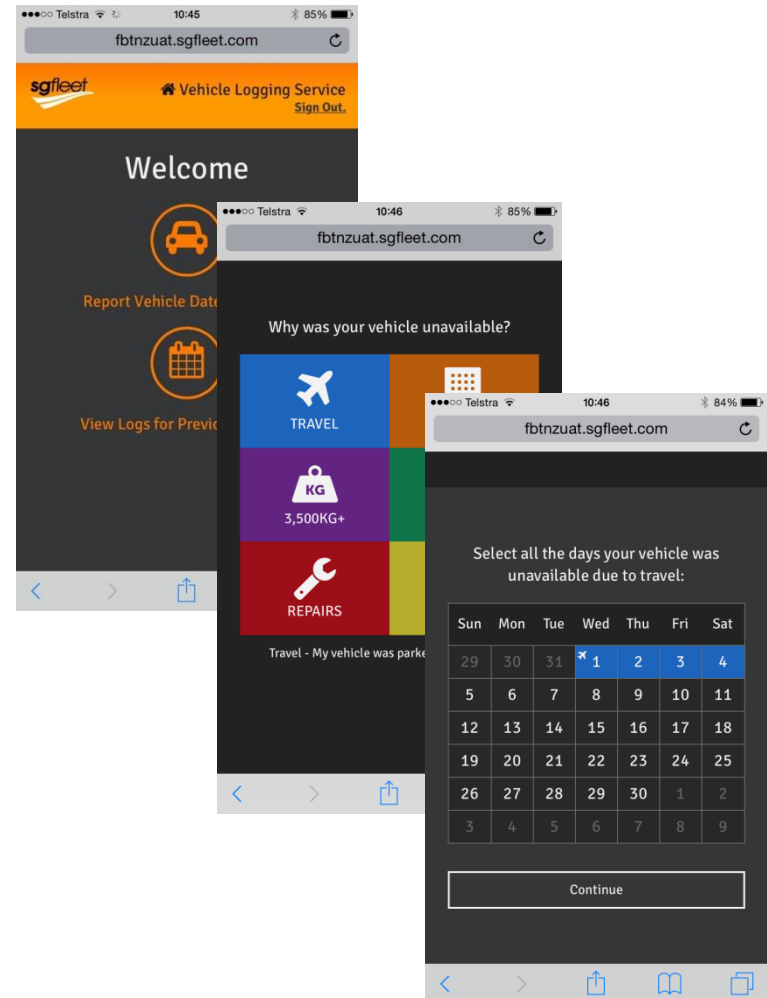 Telstra 10:45 85%
fbtnzuat.sgfleet.com
sgfleet
Vehicle Logging Service
Sign Out.
Welcome
Report Vehicle Date
View Logs for Previo
Telstra 10:46 85%
fbtnzuat.sgfleet.com
Why was your vehicle unavailable?
TRAVEL
KG
3,500KG+
REPAIRS
Travel - My vehicle was parke
Telstra 10:46 84%
fbtnzuat.sgfleet.com
Select all the days your vehicle was
unavailable due to travel:
Sun Mon Tue Wed Thu Fri Sat
29 30 31 1 2 3 4
5 6 7 8 9 10 11
12 13 14 15 16 17 18
19 20 21 22 23 24 25
26 27 28 29 30 1 2
3 4 5 6 7 8 9
Continue